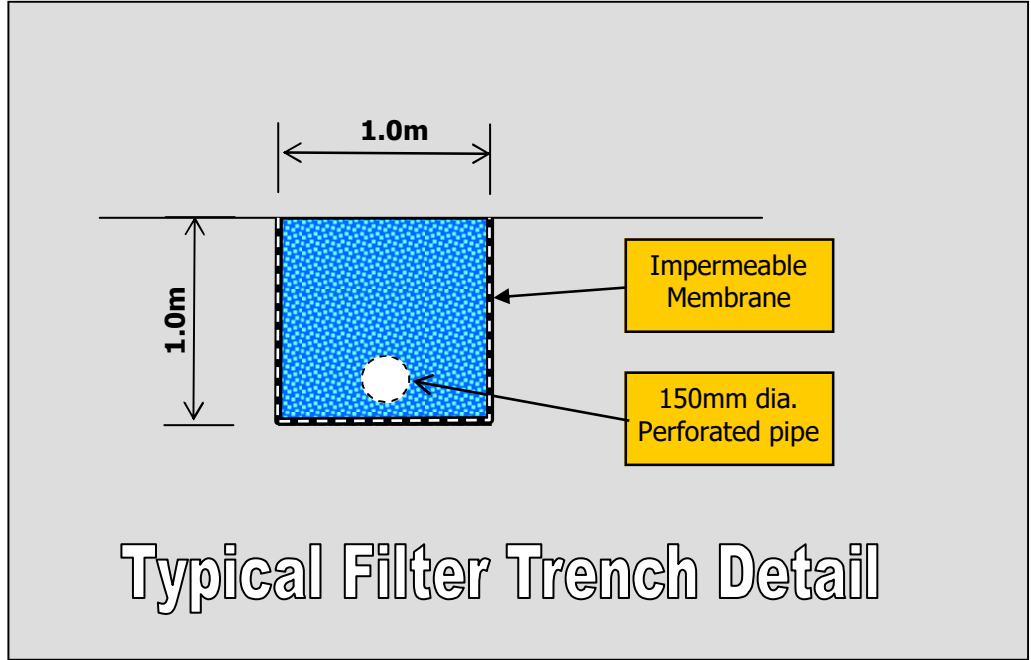 1.0m
1.0m
Impermeable
Membrane
150mm dia.
Perforated pipe
Typical Filter Trench Detail